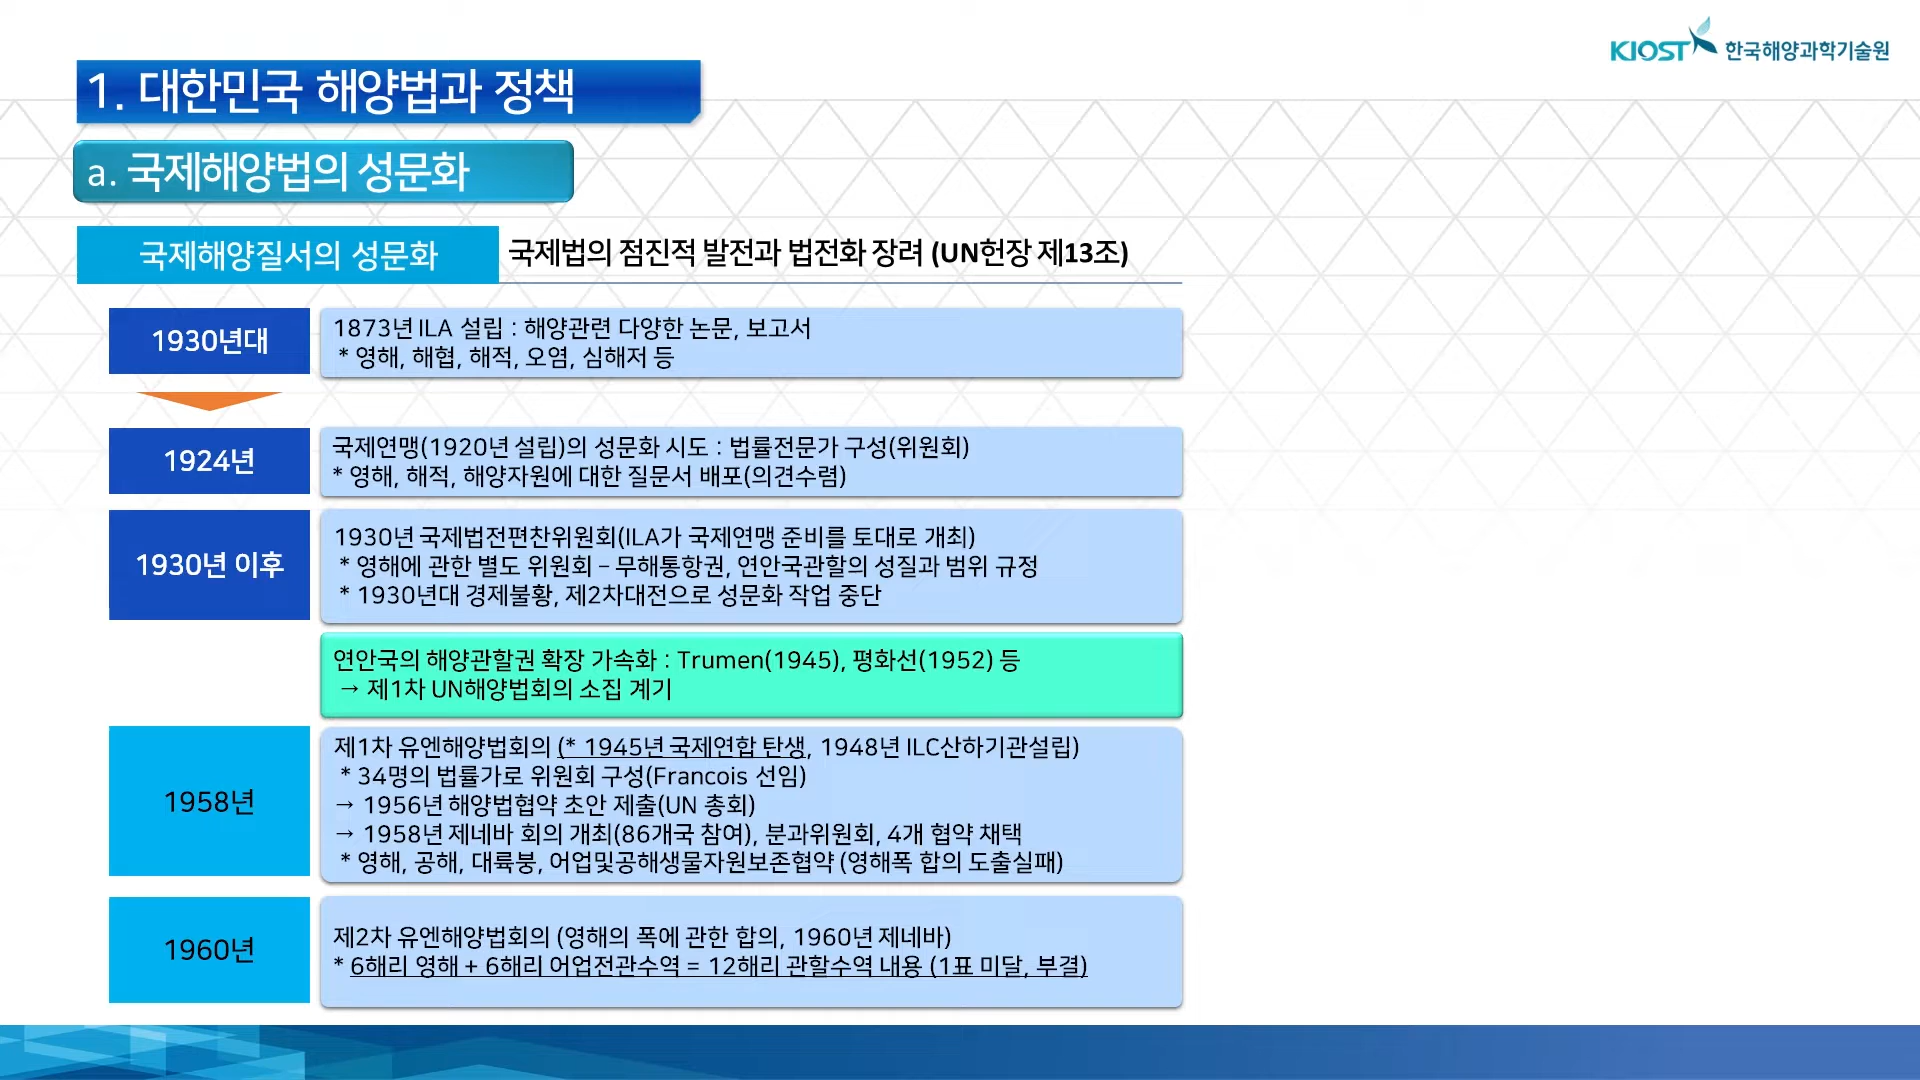 KIOST 한국해양과학기술원
1. 대한민국 해양법과 정책
a. 국제해양법의 성문화
국제해양질서의 성문화
국제법의 점진적 발전과 법전화 장려 (UN헌장 제13조)
1930년대
1873년 ILA 설립 : 해양관련 다양한 논문, 보고서
* 영해, 해협, 해적, 오염, 심해저 등
1924년
국제연맹(1920년 설립)의 성문화 시도 : 법률전문가 구성(위원회)
* 영해, 해적, 해양자원에 대한 질문서 배포(의견수렴)
1930년 이후
1930년 국제법전편찬위원회(ILA가 국제연맹 준비를 토대로 개최)
* 영해에 관한 별도 위원회 – 무해통항권, 연안국관할의 성질과 범위 규정
* 1930년대 경제불황, 제2차대전으로 성문화 작업 중단
연안국의 해양관할권 확장 가속화 : Trumen(1945), 평화선(1952) 등
→ 제1차 UN해양법회의 소집 계기
1958년
제1차 유엔해양법회의 (* 1945년 국제연합 탄생, 1948년 ILC산하기관설립)
* 34명의 법률가로 위원회 구성(Francois 선임)
→ 1956년 해양법협약 초안 제출(UN 총회)
→ 1958년 제네바 회의 개최(86개국 참여), 분과위원회, 4개 협약 채택
* 영해, 공해, 대륙붕, 어업및공해생물자원보존협약 (영해폭 합의 도출실패)
1960년
제2차 유엔해양법회의 (영해의 폭에 관한 합의, 1960년 제네바)
* 6해리 영해 + 6해리 어업전관수역 = 12해리 관할수역 내용 (1표 미달, 부결)